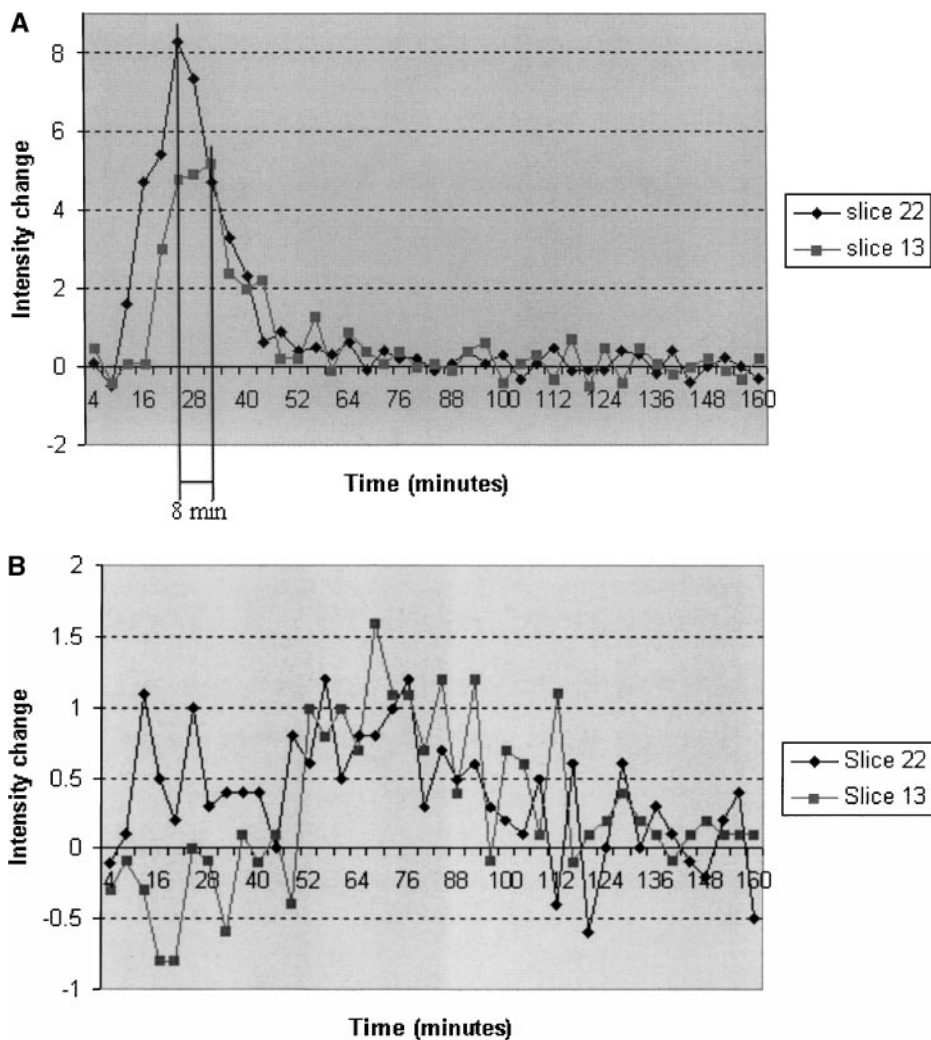 A
Intensity change
8
6
4
2
0
-2
4 16 28 40 52 64 76 88 100 112 124 136 148 160
Time (minutes)
8 min
slice 22
slice 13
B
Intensity change
2
1.5
1
0.5
0
-0.5
-1
4 16 28 40 52 64 76 88 100 112 124 136 148 160
Time (minutes)
Slice 22
Slice 13